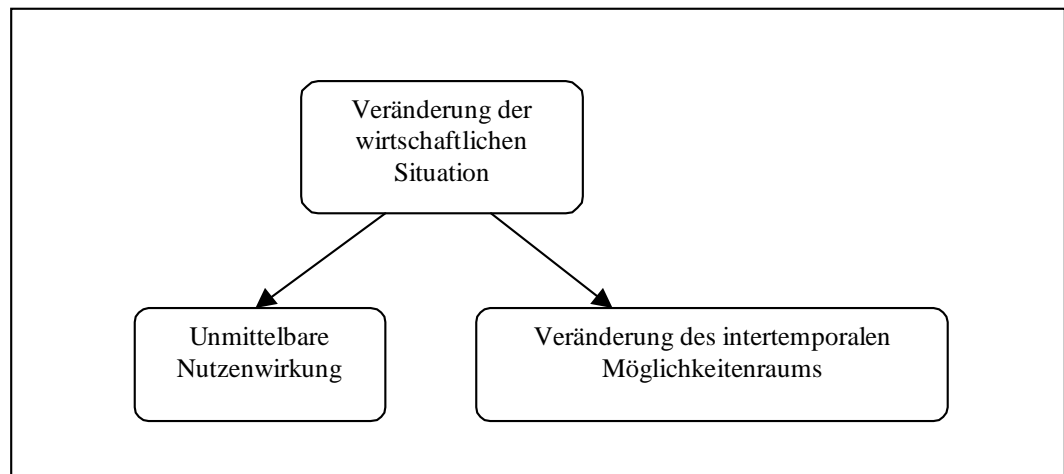 Veränderung der
wirtschaftlichen
Situation
Unmittelbare
Nutzenwirkung
Veränderung des intertemporalen
Möglichkeitenraums